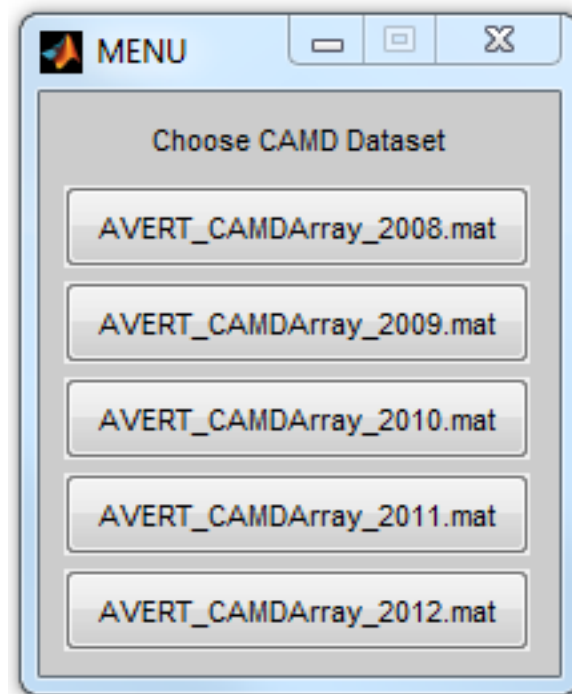 MENU
Choose CAMD Dataset
AVERT_CAMDArray_2008.mat
AVERT_CAMDArray_2009.mat
AVERT_CAMDArray_2010.mat
AVERT_CAMDArray_2011.mat
AVERT_CAMDArray_2012.mat